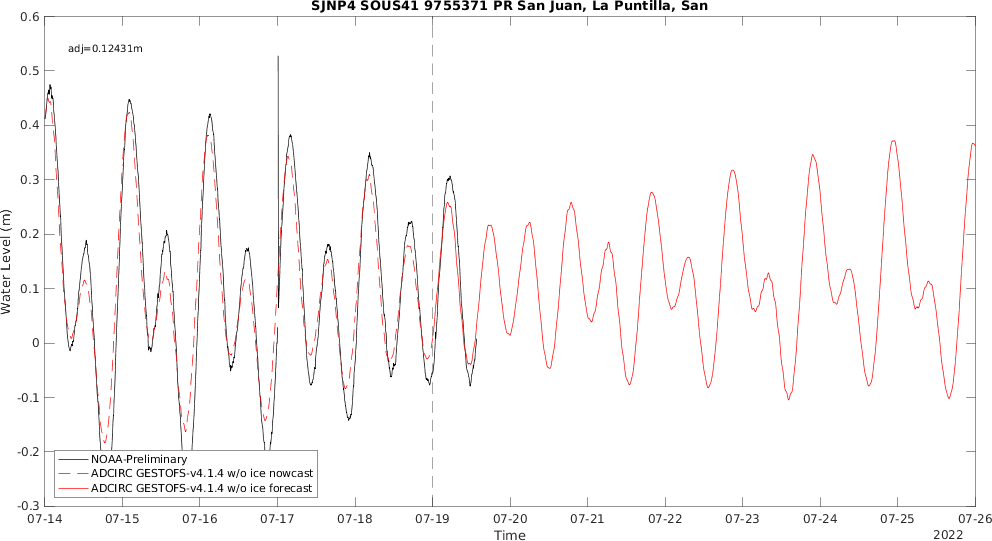 SJNP4 SOUS41 9755371 PR San Juan, La Puntilla, San
adj=0.12431m
0.6
0.5
0.4
0.3
0.2
0.1
0
-0.1
-0.2
-0.3
Water Level (m)
NOAA-Preliminary
ADCIRC GESTOFS-v4.1.4 w/o ice nowcast
ADCIRC GESTOFS-v4.1.4 w/o ice forecast
07-14 07-15 07-16 07-17 07-18 07-19 07-20 07-21 07-22 07-23 07-24 07-25 07-26
Time
2022